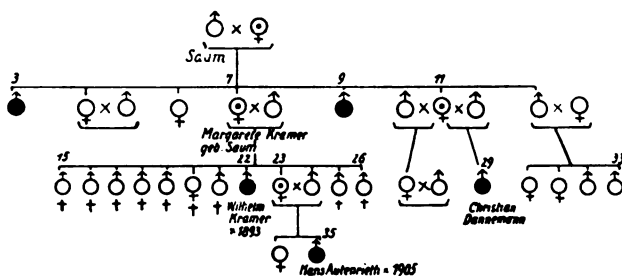 Saum
3 7 9 11
Margarete Kramer
geb. Saum
15 22 23 26 29 33
Wilhelm
Kramer
= 1893
Christian
Dannemann
35
Hans Autenrieth = 1905